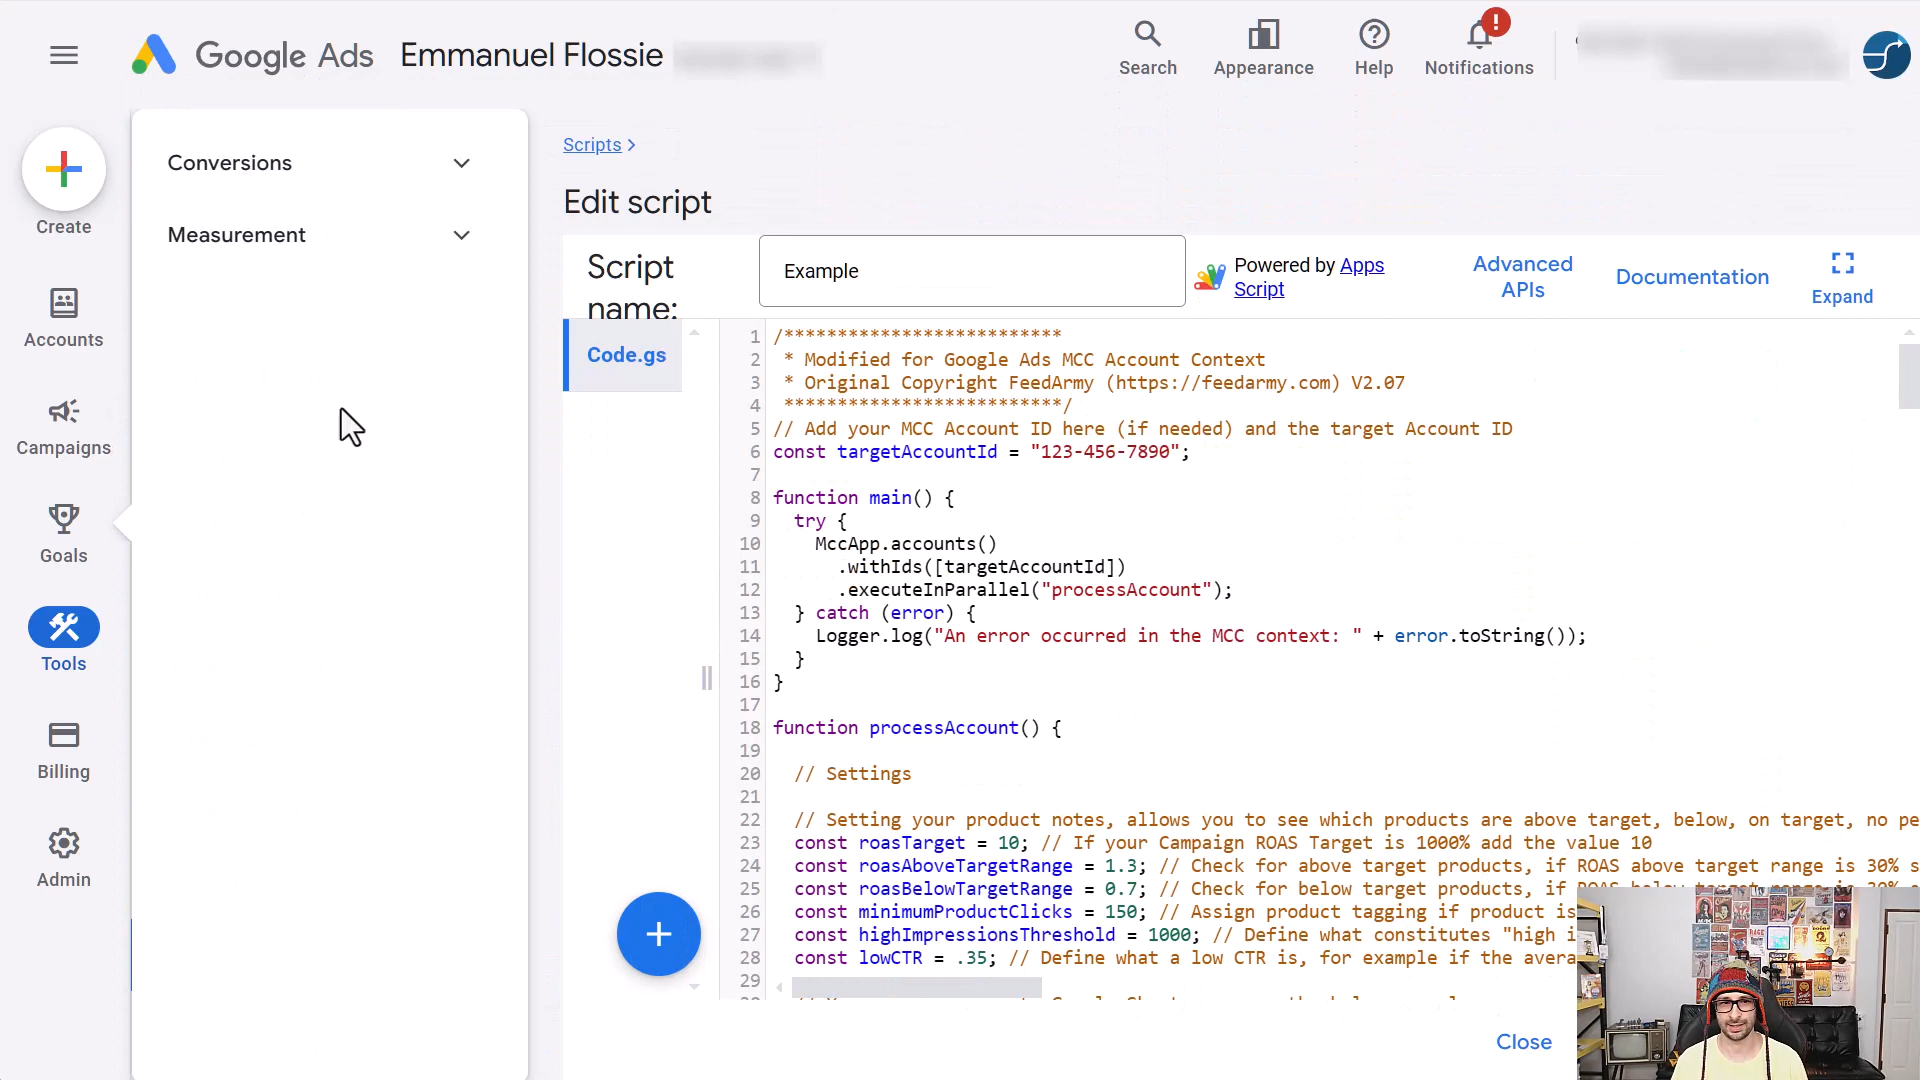 Google Ads Emmanuel Flossie
Search
Appearance
Help
Notifications
!
Create
Accounts
Campaigns
Goals
Tools
Billing
Admin
Conversions
Measurement
Scripts
Edit script
Script name:
Example
Powered by Apps Script
Advanced APIs
Documentation
Expand
Code.gs
1 /**************************
2 * Modified for Google Ads MCC Account Context
3 * Original Copyright FeedArmy (https://feedarmy.com) V2.07
4 **************************/
5 // Add your MCC Account ID here (if needed) and the target Account ID
6 const targetAccountId = "123-456-7890";
7
8 function main() {
9 try {
10 MccApp.accounts()
11 .withIds([targetAccountId])
12 .executeInParallel("processAccount");
13 } catch (error) {
14 Logger.log("An error occurred in the MCC context: " + error.toString());
15 }
16 }
17
18 function processAccount() {
19
20 // Settings
21
22 // Setting your product notes, allows you to see which products are above target, below, on target, no pe
23 const roasTarget = 10; // If your Campaign ROAS Target is 1000% add the value 10
24 const roasAboveTargetRange = 1.3; // Check for above target products, if ROAS above target range is 30% s
25 const roasBelowTargetRange = 0.7; // Check for below target products, if ROAS below target range is 30% s
26 const minimumProductClicks = 150; // Assign product tagging if product is
27 const highImpressionsThreshold = 1000; // Define what constitutes "high i
28 const lowCTR = .35; // Define what a low CTR is, for example if the avera
29
Close